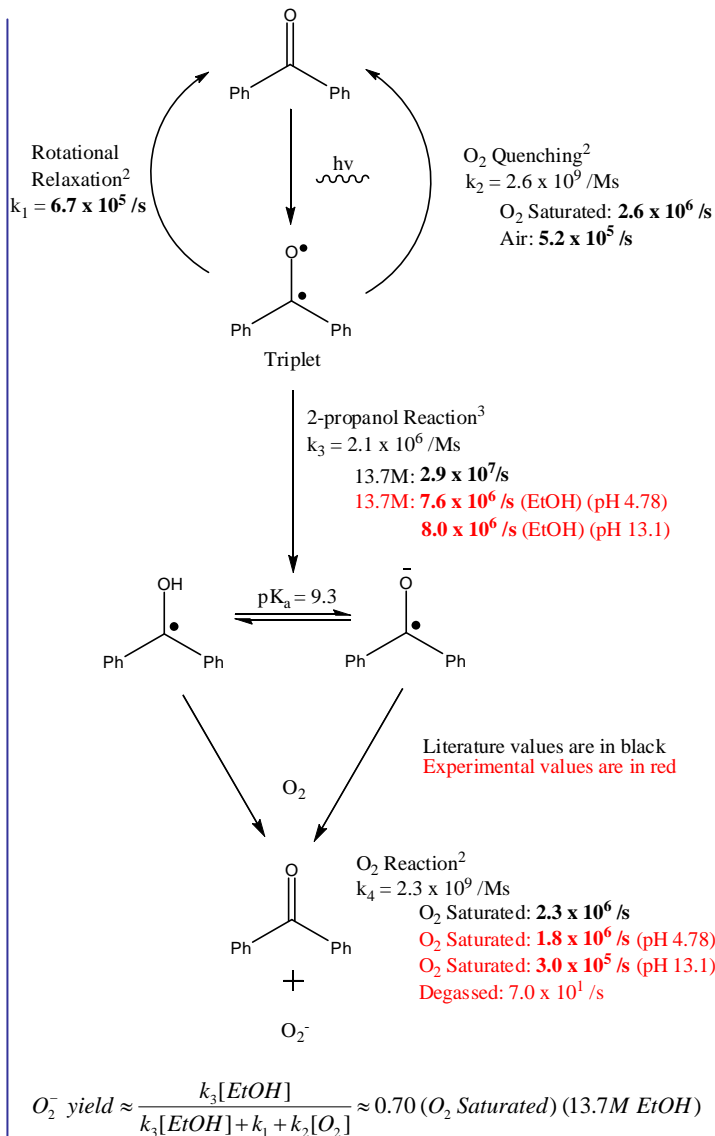 O
Ph Ph
Rotational
Relaxation²
k₁ = 6.7 x 10⁵ /s
hν
O₂ Quenching²
k₂ = 2.6 x 10⁹ /Ms
O₂ Saturated: 2.6 x 10⁶ /s
Air: 5.2 x 10⁵ /s
O
Ph Ph
Triplet
2-propanol Reaction³
k₃ = 2.1 x 10⁶ /Ms
13.7M: 2.9 x 10⁷/s
13.7M: 7.6 x 10⁶ /s (EtOH) (pH 4.78)
8.0 x 10⁶ /s (EtOH) (pH 13.1)
OH
Ph Ph
pKₐ = 9.3
O⁻
Ph Ph
Literature values are in black
Experimental values are in red
O₂
O
Ph Ph
O₂ Reaction²
k₄ = 2.3 x 10⁹ /Ms
O₂ Saturated: 2.3 x 10⁶ /s
O₂ Saturated: 1.8 x 10⁶ /s (pH 4.78)
O₂ Saturated: 3.0 x 10⁵ /s (pH 13.1)
Degassed: 7.0 x 10¹ /s
+
O₂⁻
O₂⁻ yield ≈ k₃[EtOH] / k₃[EtOH] + k₁ + k₂[O₂] ≈ 0.70 (O₂ Saturated) (13.7M EtOH)